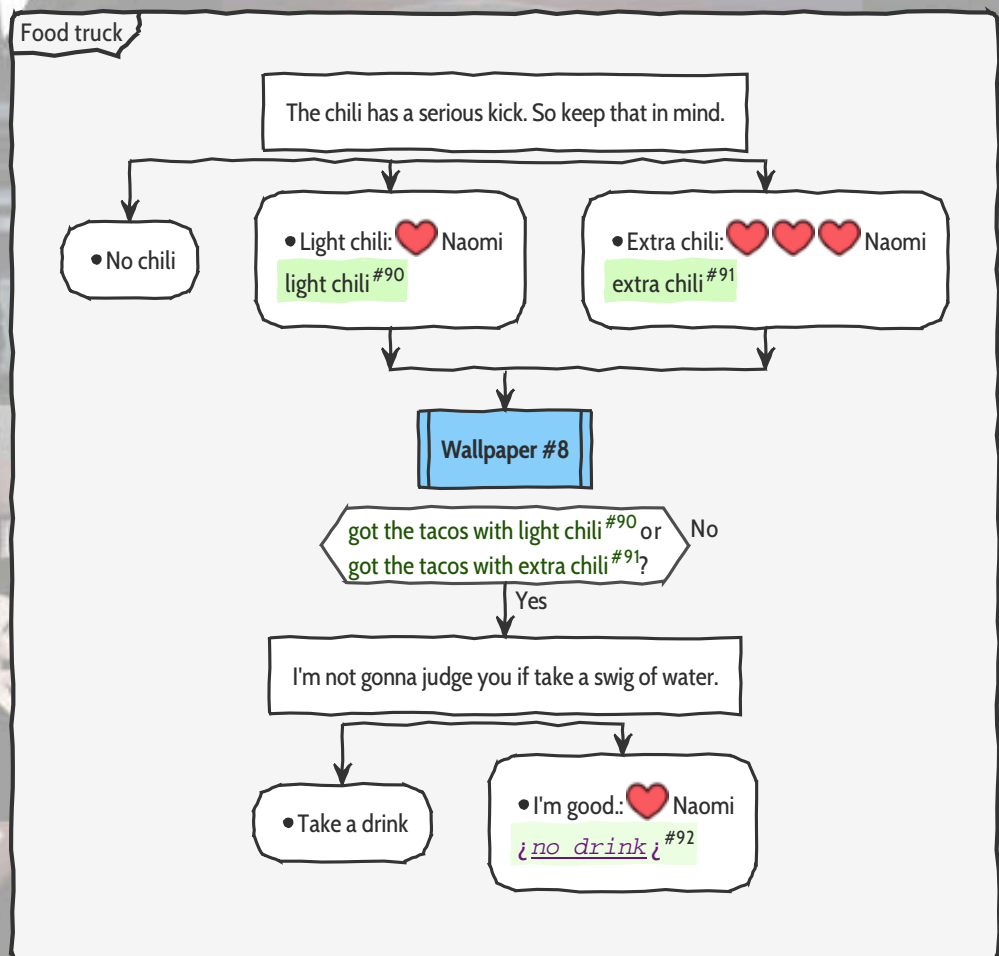 Food truck
The chili has a serious kick. So keep that in mind.
•No chili
•Light chili: Naomi
light chili #90
•Extra chili: Naomi
extra chili #91
Wallpaper #8
got the tacos with light chili #90 or
got the tacos with extra chili #91?
No
Yes
I'm not gonna judge you if take a swig of water.
•Take a drink
•I'm good.: Naomi
¿no drink¿ #92